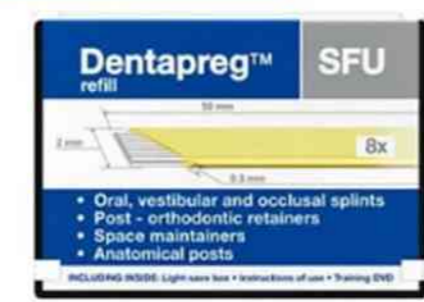 Dentapreg™ SFU
refill
50 mm
2 mm
8x
0.3 mm
• Oral, vestibular and occlusal splints
• Post - orthodontic retainers
• Space maintainers
• Anatomical posts
INCLUDING INSIDE: Light-save box • Instructions of use • Training DVD